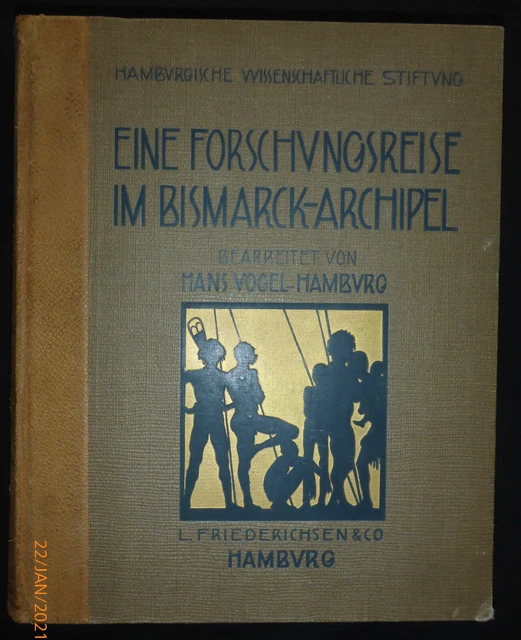 HAMBVRGISCHE WISSENSCHAFTLICHE STIFTVNG
EINE FORSCHVNGSREISE
IM BISMARCK-ARCHIPEL
BEARBEITET VON
HANS VOGEL-HAMBVRG
L. FRIEDERICHSEN & CO
HAMBVRG
22/JAN/2021